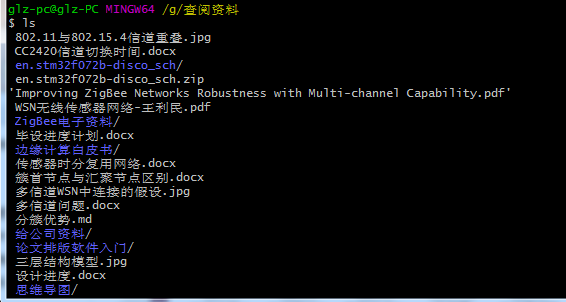 glz-pc@glz-PC MINGW64 /g/查阅资料
$ ls
802.11与802.15.4信道重叠.jpg
CC2420信道切换时间.docx
en.stm32f072b-disco_sch/
en.stm32f072b-disco_sch.zip
'Improving ZigBee Networks Robustness with Multi-channel Capability.pdf'
WSN无线传感器网络-王利民.pdf
ZigBee电子资料/
毕设进度计划.docx
边缘计算白皮书/
传感器时分复用网络.docx
簇首节点与汇聚节点区别.docx
多信道WSN中连接的假设.jpg
多信道问题.docx
分簇优势.md
给公司资料/
论文排版软件入门/
三层结构模型.jpg
设计进度.docx
思维导图/